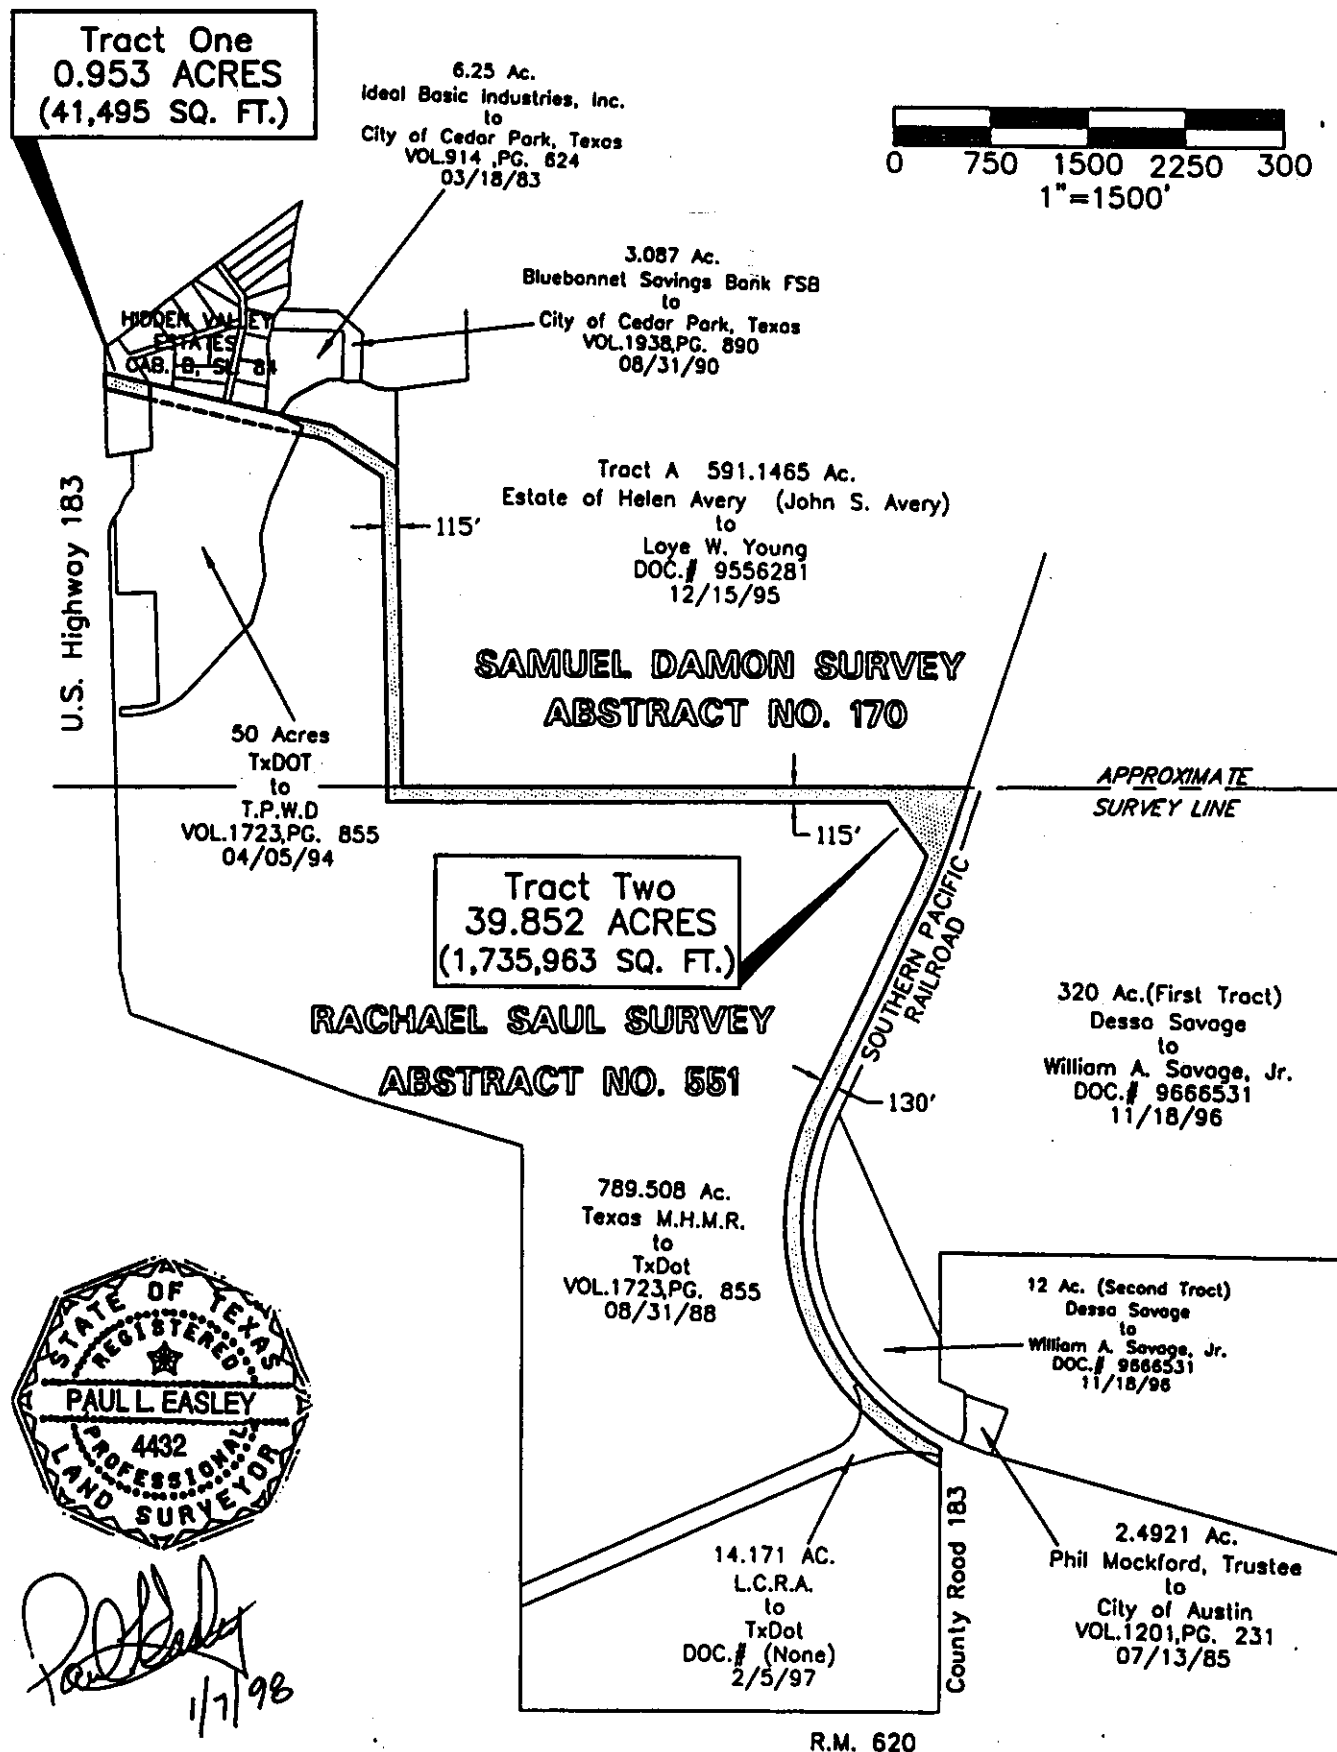 Tract One
0.953 ACRES
(41,495 SQ. FT.)
6.25 Ac.
Ideal Basic Industries, Inc.
to
City of Cedar Park, Texas
VOL.914 ,PG. 624
03/18/83
0 750 1500 2250 300
1"=1500'
3.087 Ac.
Bluebonnet Savings Bank FSB
to
City of Cedar Park, Texas
VOL.1938,PG. 890
08/31/90
HIDDEN VALLEY
ESTATES
CAB. B, SL. 84
U.S. Highway 183
Tract A 591.1465 Ac.
Estate of Helen Avery (John S. Avery)
to
Loye W. Young
DOC.# 9556281
12/15/95
115'
SAMUEL DAMON SURVEY
ABSTRACT NO. 170
50 Acres
TxDOT
to
T.P.W.D
VOL.1723,PG. 855
04/05/94
APPROXIMATE
SURVEY LINE
115'
Tract Two
39.852 ACRES
(1,735,963 SQ. FT.)
SOUTHERN PACIFIC
RAILROAD
RACHAEL SAUL SURVEY
ABSTRACT NO. 551
320 Ac.(First Tract)
Dessa Savage
to
William A. Savage, Jr.
DOC.# 9666531
11/18/96
130'
789.508 Ac.
Texas M.H.M.R.
to
TxDot
VOL.1723,PG. 855
08/31/88
12 Ac. (Second Tract)
Dessa Savage
to
William A. Savage, Jr.
DOC.# 9666531
11/18/96
STATE OF TEXAS
REGISTERED
PAUL L. EASLEY
4432
PROFESSIONAL
LAND SURVEYOR
Paul L Easley
1/7/98
14.171 AC.
L.C.R.A.
to
TxDot
DOC.# (None)
2/5/97
County Road 183
2.4921 Ac.
Phil Mockford, Trustee
to
City of Austin
VOL.1201,PG. 231
07/13/85
R.M. 620